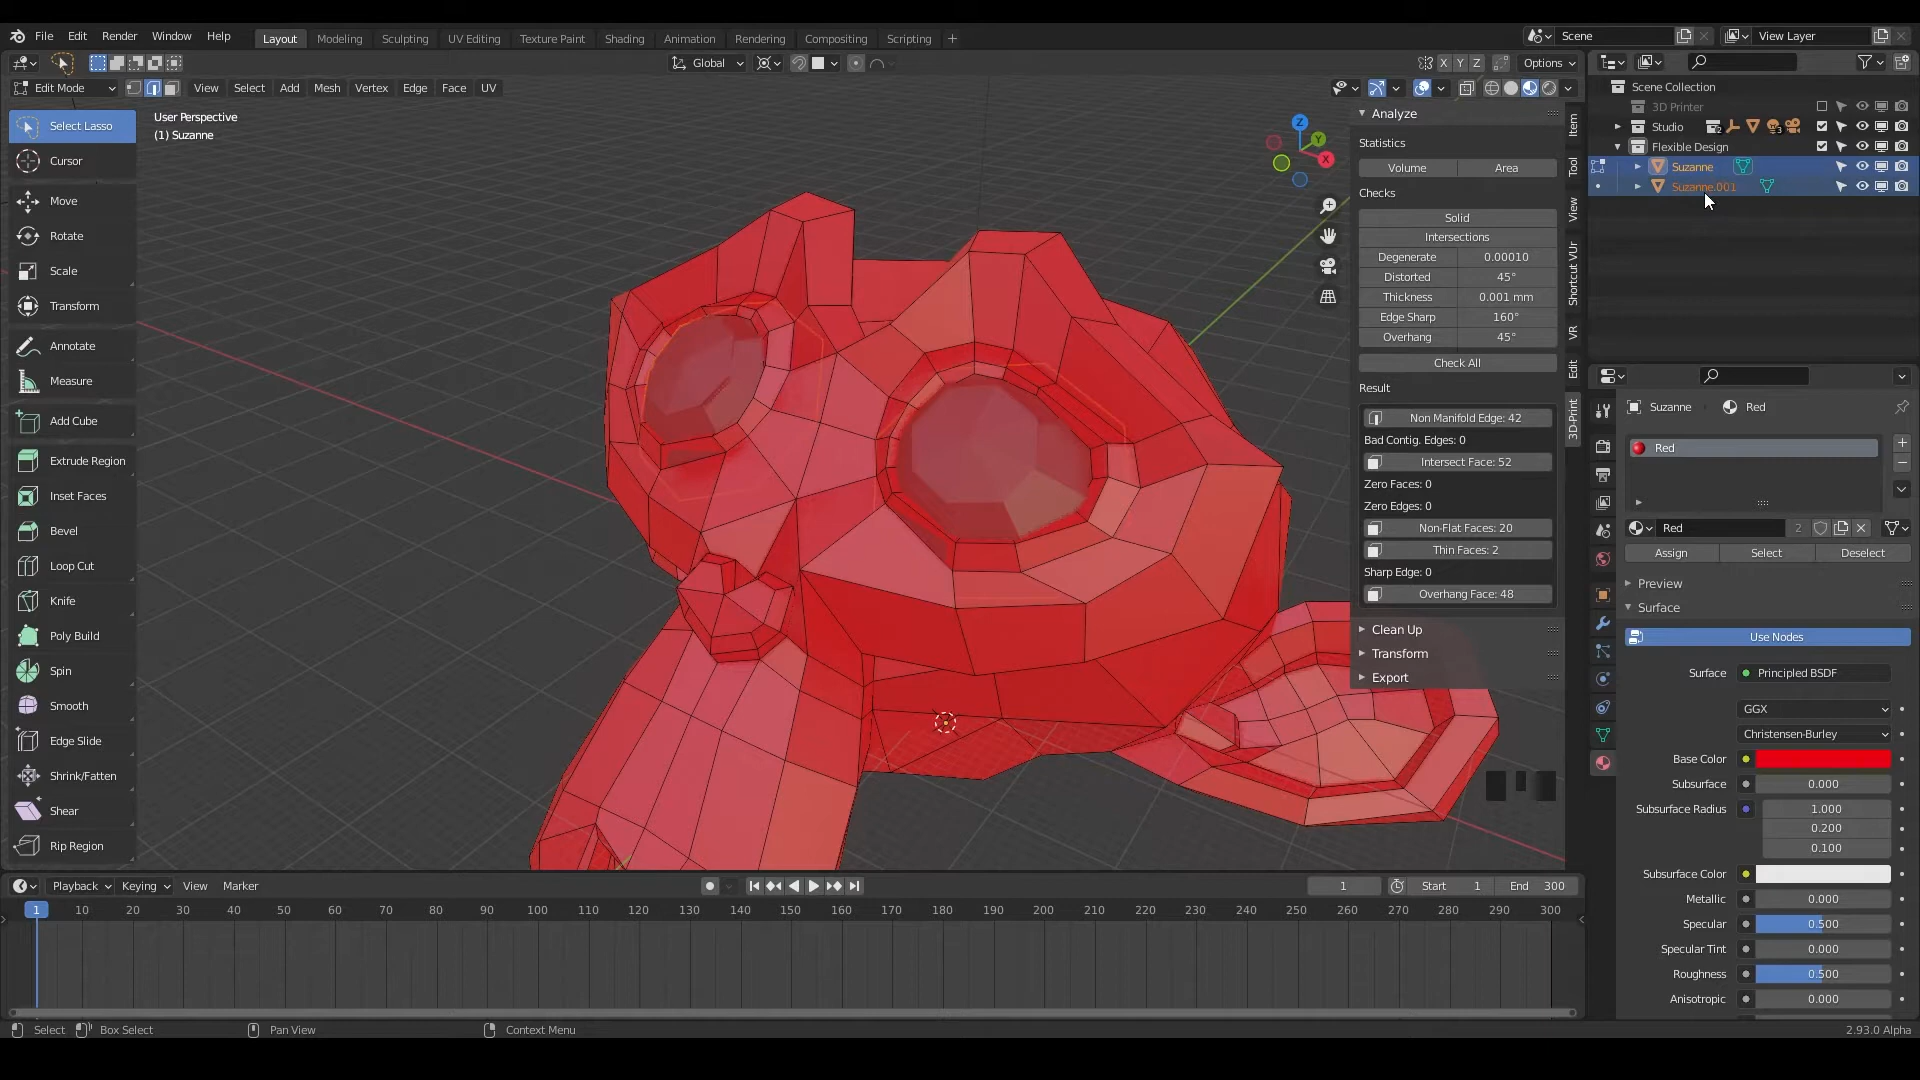 File Edit Render Window Help
Layout Modeling Sculpting UV Editing Texture Paint Shading Animation Rendering Compositing Scripting +
Scene
View Layer
Global
X Y Z
Options
Edit Mode
View Select Add Mesh Vertex Edge Face UV
User Perspective
(1) Suzanne
Select Lasso
Cursor
Move
Rotate
Scale
Transform
Annotate
Measure
Add Cube
Extrude Region
Inset Faces
Bevel
Loop Cut
Knife
Poly Build
Spin
Smooth
Edge Slide
Shrink/Fatten
Shear
Rip Region
Z
Y
X
Analyze
Statistics
Volume Area
Checks
Solid
Intersections
Degenerate 0.00010
Distorted 45°
Thickness 0.001 mm
Edge Sharp 160°
Overhang 45°
Check All
Result
Non Manifold Edge: 42
Bad Contig. Edges: 0
Intersect Face: 52
Zero Faces: 0
Zero Edges: 0
Non-Flat Faces: 20
Thin Faces: 2
Sharp Edge: 0
Overhang Face: 48
Clean Up
Transform
Export
Item
Tool
View
Shortcut VUr
VR
Edit
3D-Print
Scene Collection
3D Printer
Studio 2 3
Flexible Design
Suzanne
Suzanne.001
Suzanne Red
Red
Red 2
Assign Select Deselect
Preview
Surface
Use Nodes
Surface Principled BSDF
GGX
Christensen-Burley
Base Color
Subsurface 0.000
Subsurface Radius 1.000
0.200
0.100
Subsurface Color
Metallic 0.000
Specular 0.500
Specular Tint 0.000
Roughness 0.500
Anisotropic 0.000
Playback Keying View Marker
1 Start 1 End 300
1 10 20 30 40 50 60 70 80 90 100 110 120 130 140 150 160 170 180 190 200 210 220 230 240 250 260 270 280 290 300
Select Box Select Pan View Context Menu
2.93.0 Alpha